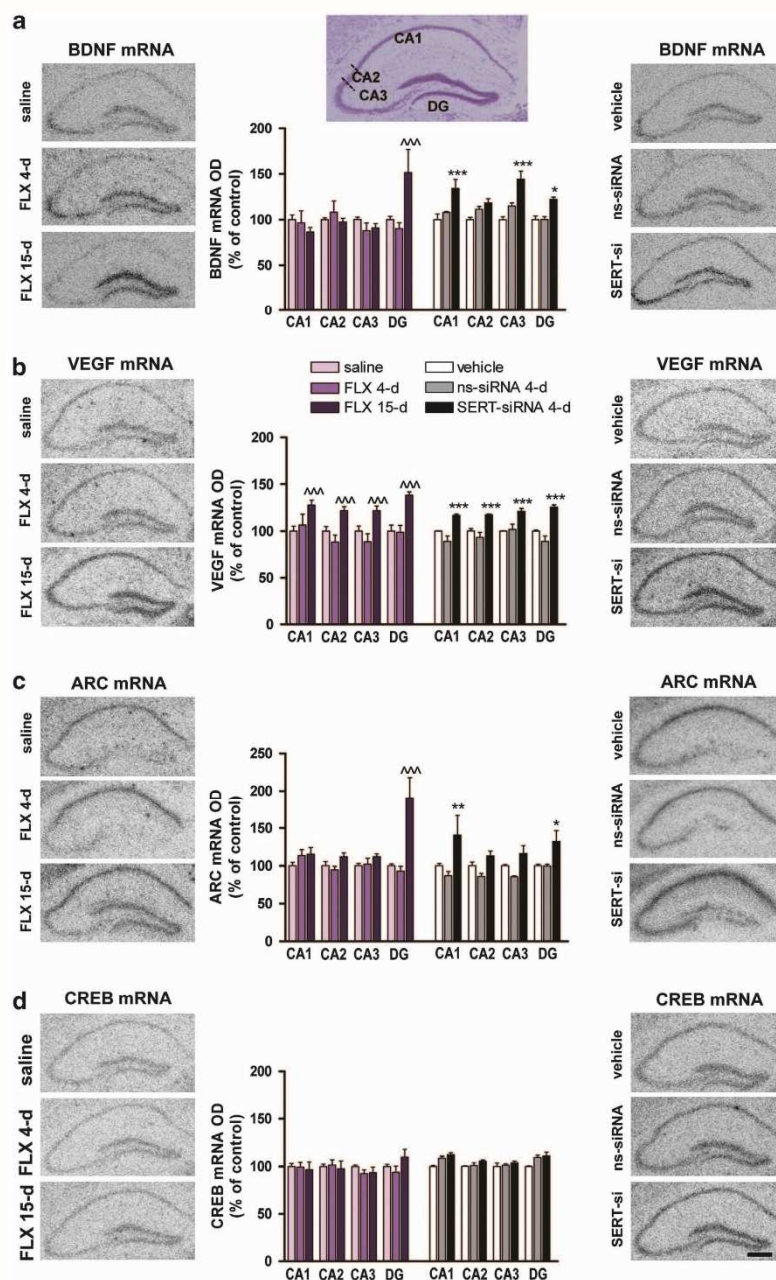 a
BDNF mRNA
saline
FLX 4-d
FLX 15-d
CA1
CA2
CA3
DG
BDNF mRNA OD
(% of control)
200
150
100
50
0
^^^
***
***
*
CA1 CA2 CA3 DG CA1 CA2 CA3 DG
BDNF mRNA
vehicle
ns-siRNA
SERT-si
b
VEGF mRNA
saline
FLX 4-d
FLX 15-d
saline
FLX 4-d
FLX 15-d
vehicle
ns-siRNA 4-d
SERT-siRNA 4-d
VEGF mRNA OD
(% of control)
200
150
100
50
0
^^^ ^^^ ^^^ ^^^ *** *** *** ***
CA1 CA2 CA3 DG CA1 CA2 CA3 DG
VEGF mRNA
vehicle
ns-siRNA
SERT-si
c
ARC mRNA
saline
FLX 4-d
FLX 15-d
ARC mRNA OD
(% of control)
250
200
150
100
50
0
^^^
**
*
CA1 CA2 CA3 DG CA1 CA2 CA3 DG
ARC mRNA
vehicle
ns-siRNA
SERT-si
d
CREB mRNA
saline
FLX 4-d
FLX 15-d
CREB mRNA OD
(% of control)
200
150
100
50
0
CA1 CA2 CA3 DG CA1 CA2 CA3 DG
CREB mRNA
vehicle
ns-siRNA
SERT-si